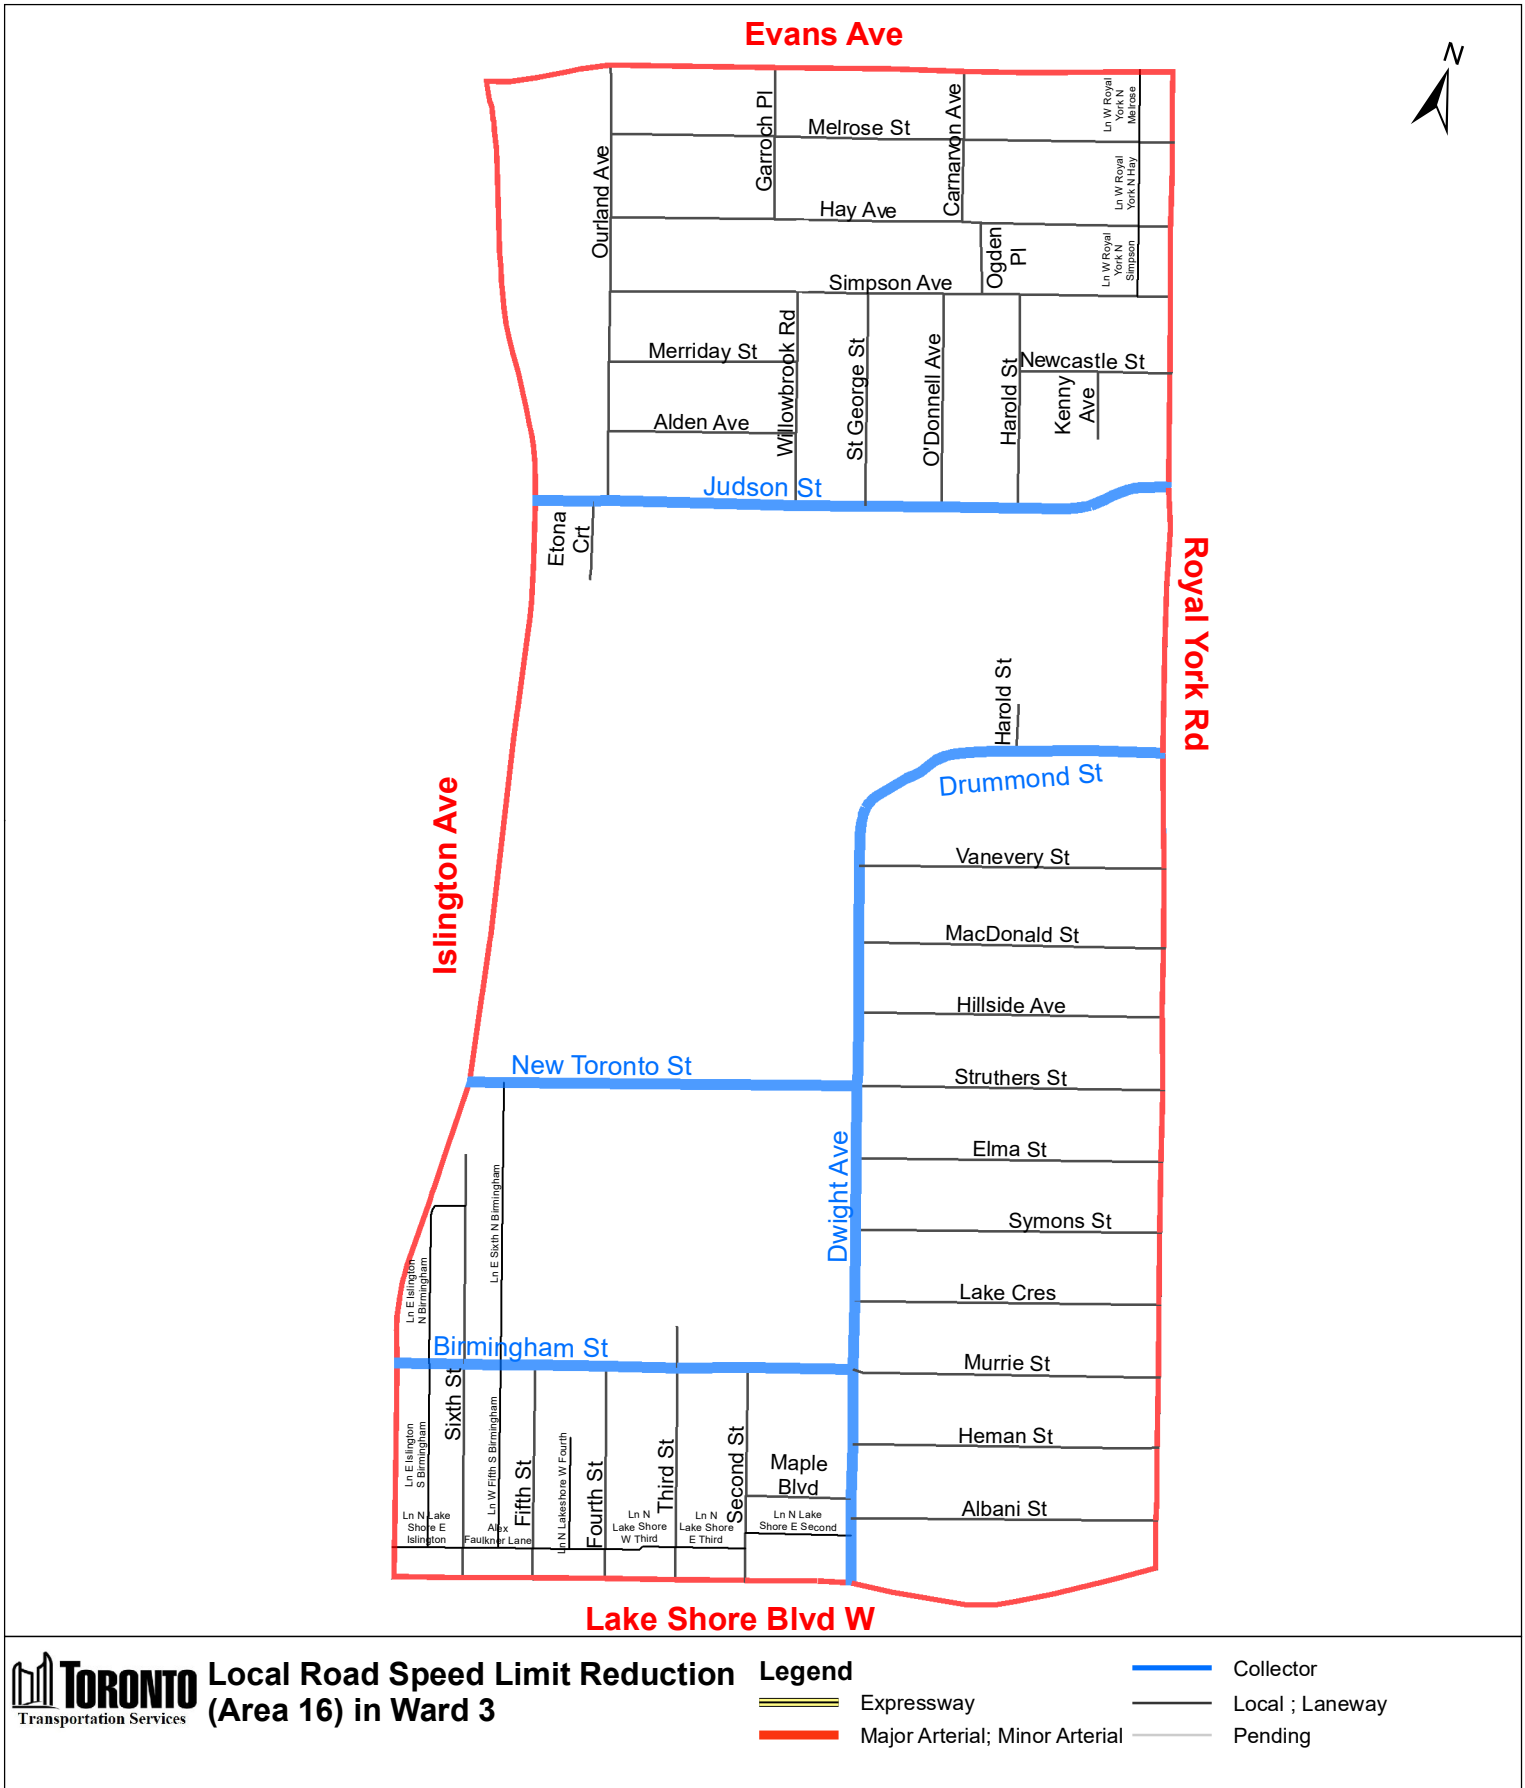 Evans Ave
N
Ln W Royal
York N
Melrose
Garroch Pl
Carnarvon Ave
Melrose St
Ourland Ave
Ln W Royal
York N Hay
Hay Ave
Ogden
Pl
Ln W Royal
York N
Simpson
Simpson Ave
Willowbrook Rd
Merriday St
St George St
O'Donnell Ave
Harold St
Newcastle St
Kenny
Ave
Alden Ave
Judson St
Etona
Crt
Royal York Rd
Harold St
Drummond St
Islington Ave
Vanevery St
MacDonald St
Hillside Ave
New Toronto St
Struthers St
Dwight Ave
Elma St
Ln E Sixth N Birmingham
Symons St
Ln E Islington
N Birmingham
Lake Cres
Birmingham St
Murrie St
Sixth St
Ln E Islington
S Birmingham
Ln W Fifth S Birmingham
Fifth St
Ln N Lakeshore W Fourth
Fourth St
Third St
Second St
Heman St
Maple
Blvd
Ln N Lake
Shore E
Islington
Alex
Faulkner Lane
Ln N
Lake Shore
W Third
Ln N
Lake Shore
E Third
Ln N Lake
Shore E Second
Albani St
Lake Shore Blvd W
TORONTO
Transportation Services
Local Road Speed Limit Reduction
(Area 16) in Ward 3
Legend
Expressway
Major Arterial; Minor Arterial
Collector
Local ; Laneway
Pending